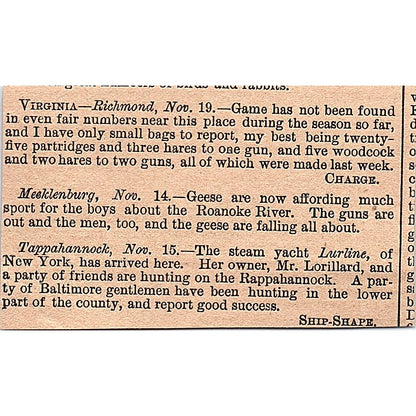 of birds and rabbits.
VIRGINIA—Richmond, Nov. 19.—Game has not been found
in even fair numbers near this place during the season so far,
and I have only small bags to report, my best being twenty-
five partridges and three hares to one gun, and five woodcock
and two hares to two guns, all of which were made last week.
CHARGE.
Mecklenburg, Nov. 14.—Geese are now affording much
sport for the boys about the Roanoke River. The guns are
out and the men, too, and the geese are falling all about.
Tappahannock, Nov. 15.—The steam yacht Lurline, of
New York, has arrived here. Her owner, Mr. Lorillard, and
a party of friends are hunting on the Rappahannock. A par-
ty of Baltimore gentlemen have been hunting in the lower
part of the county, and report good success.
SHIP-SHAPE.